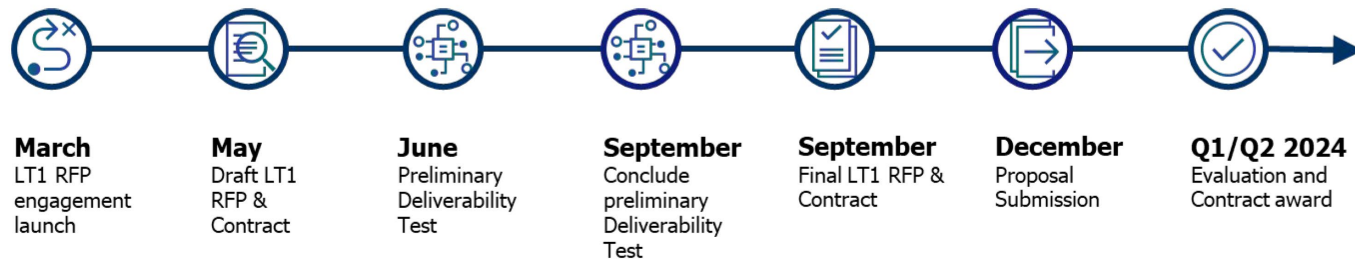 March
LT1 RFP
engagement
launch
May
Draft LT1
RFP &
Contract
June
Preliminary
Deliverability
Test
September
Conclude
preliminary
Deliverability
Test
September
Final LT1 RFP &
Contract
December
Proposal
Submission
Q1/Q2 2024
Evaluation and
Contract award